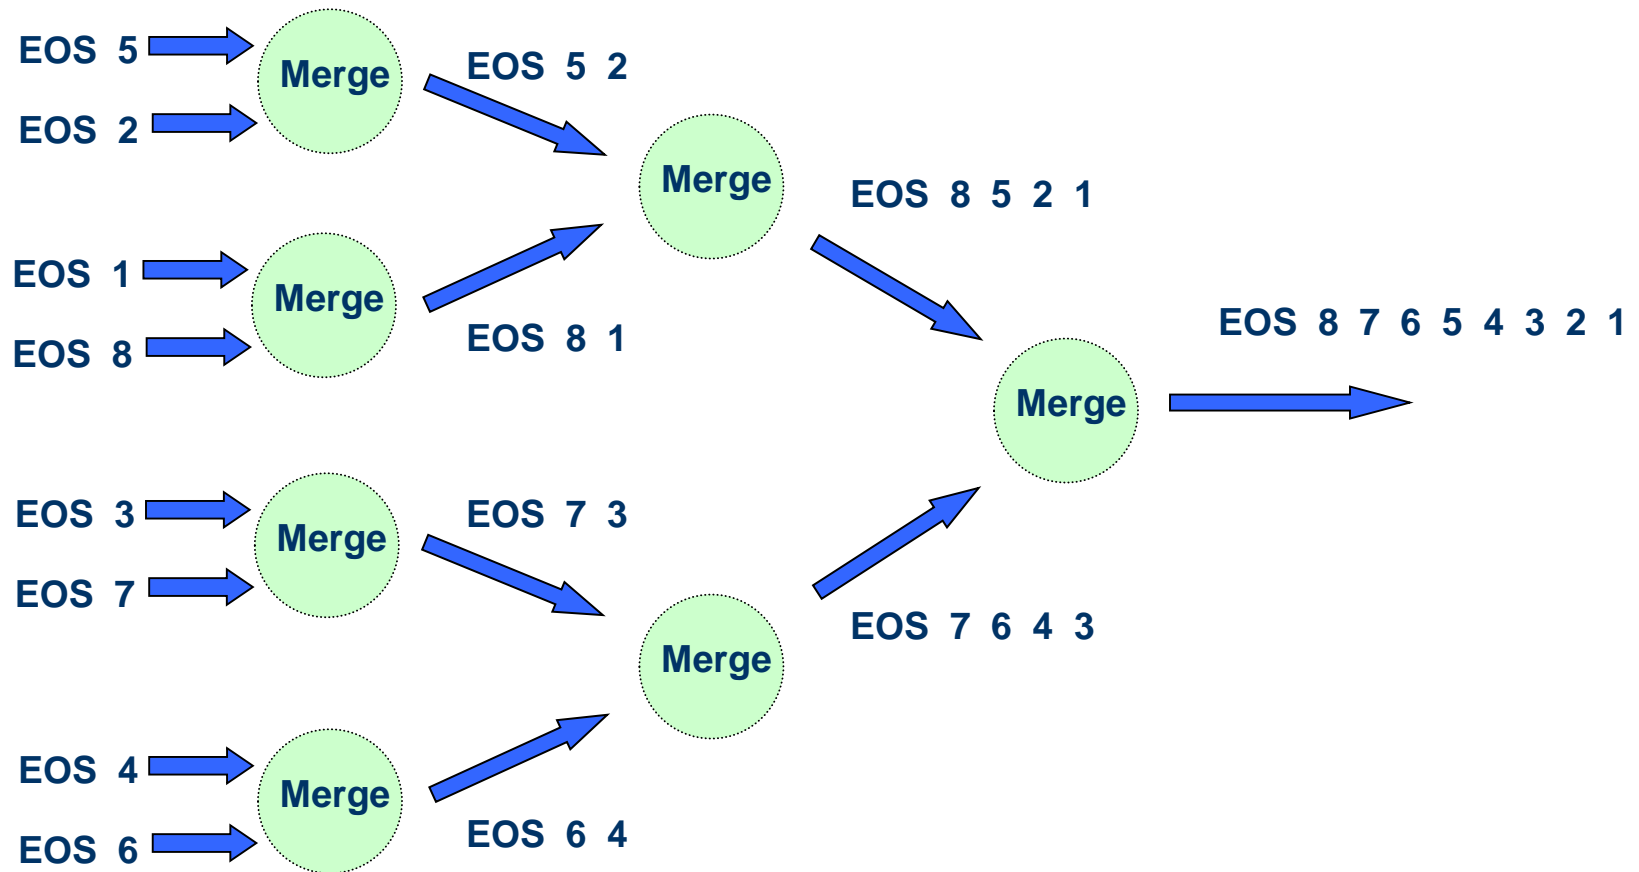 EOS 5
EOS 2
Merge
EOS 5 2
EOS 1
EOS 8
Merge
EOS 8 1
Merge
EOS 8 5 2 1
EOS 3
EOS 7
Merge
EOS 7 3
EOS 4
EOS 6
Merge
EOS 6 4
Merge
EOS 7 6 4 3
Merge
EOS 8 7 6 5 4 3 2 1